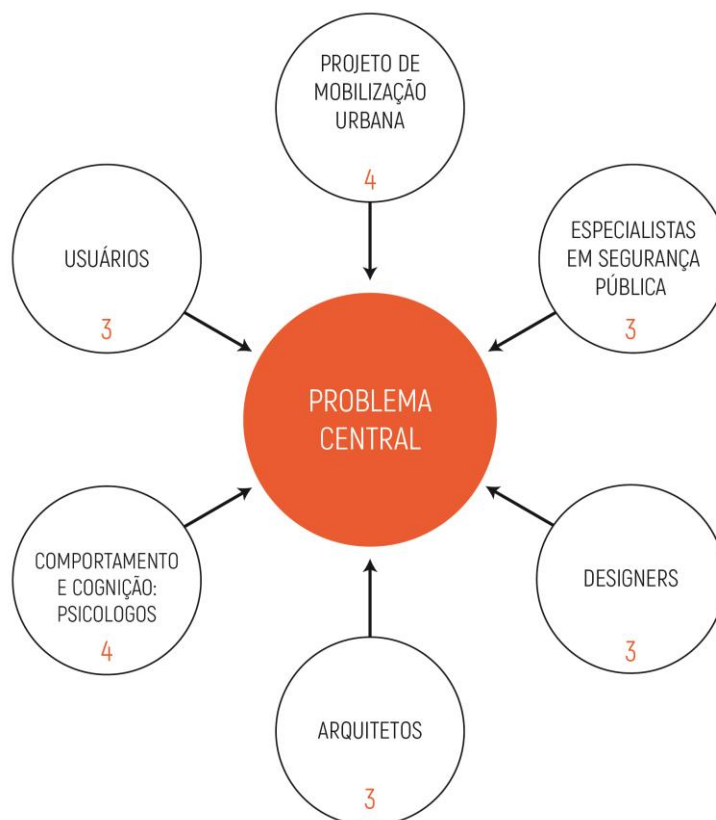 PROJETO DE
MOBILIZAÇÃO
URBANA
4
USUÁRIOS
3
ESPECIALISTAS
EM SEGURANÇA
PÚBLICA
3
PROBLEMA
CENTRAL
COMPORTAMENTO
E COGNIÇÃO:
PSICOLOGOS
4
DESIGNERS
3
ARQUITETOS
3